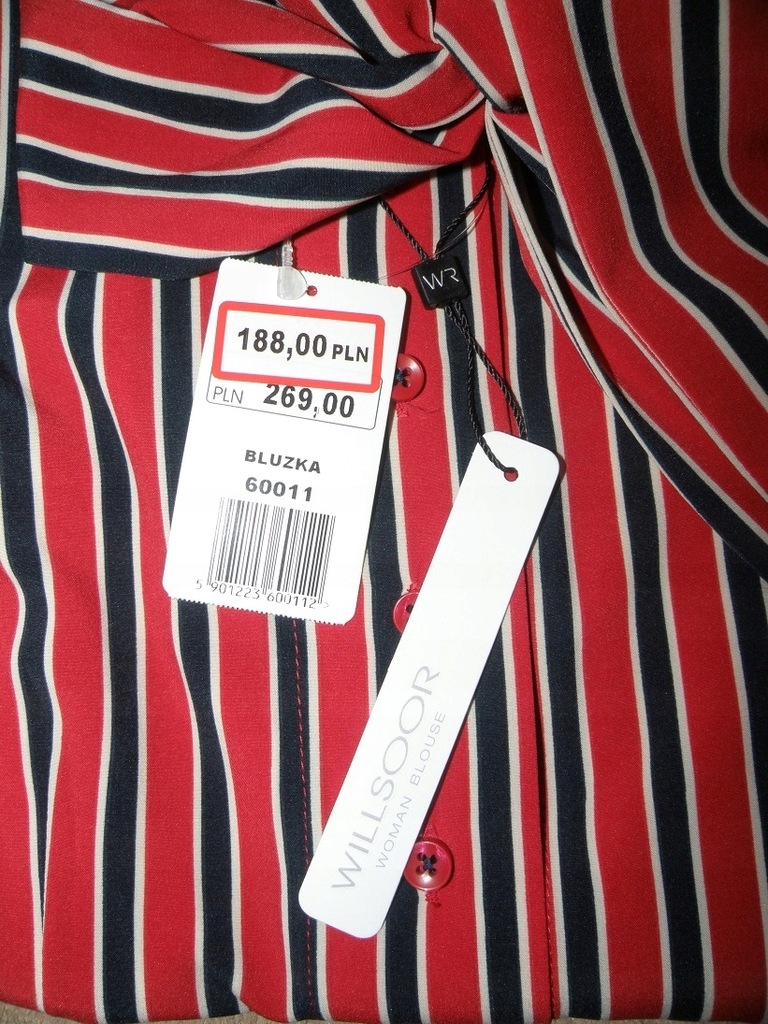 WR
188,00 PLN
PLN 269,00
BLUZKA
60011
5 901223 600112 >
WILLSOOR
WOMAN BLOUSE